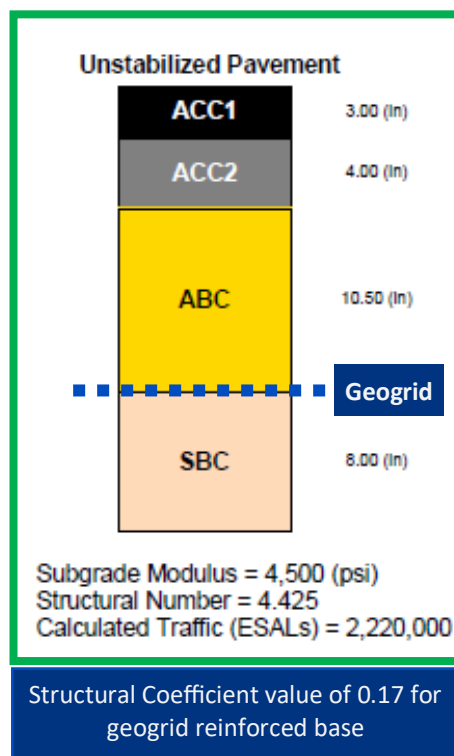 Unstabilized Pavement
ACC1 3.00 (in)
ACC2 4.00 (in)
ABC 10.50 (in)
Geogrid
SBC 8.00 (in)
Subgrade Modulus = 4,500 (psi)
Structural Number = 4.425
Calculated Traffic (ESALs) = 2,220,000
Structural Coefficient value of 0.17 for
geogrid reinforced base